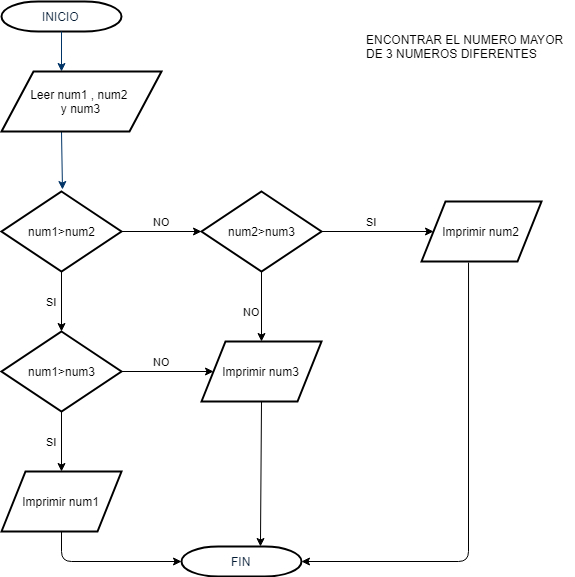 INICIO
ENCONTRAR EL NUMERO MAYOR
DE 3 NUMEROS DIFERENTES
Leer num1 , num2
y num3
num1>num2
NO
num2>num3
SI
Imprimir num2
SI
NO
num1>num3
NO
Imprimir num3
SI
Imprimir num1
FIN